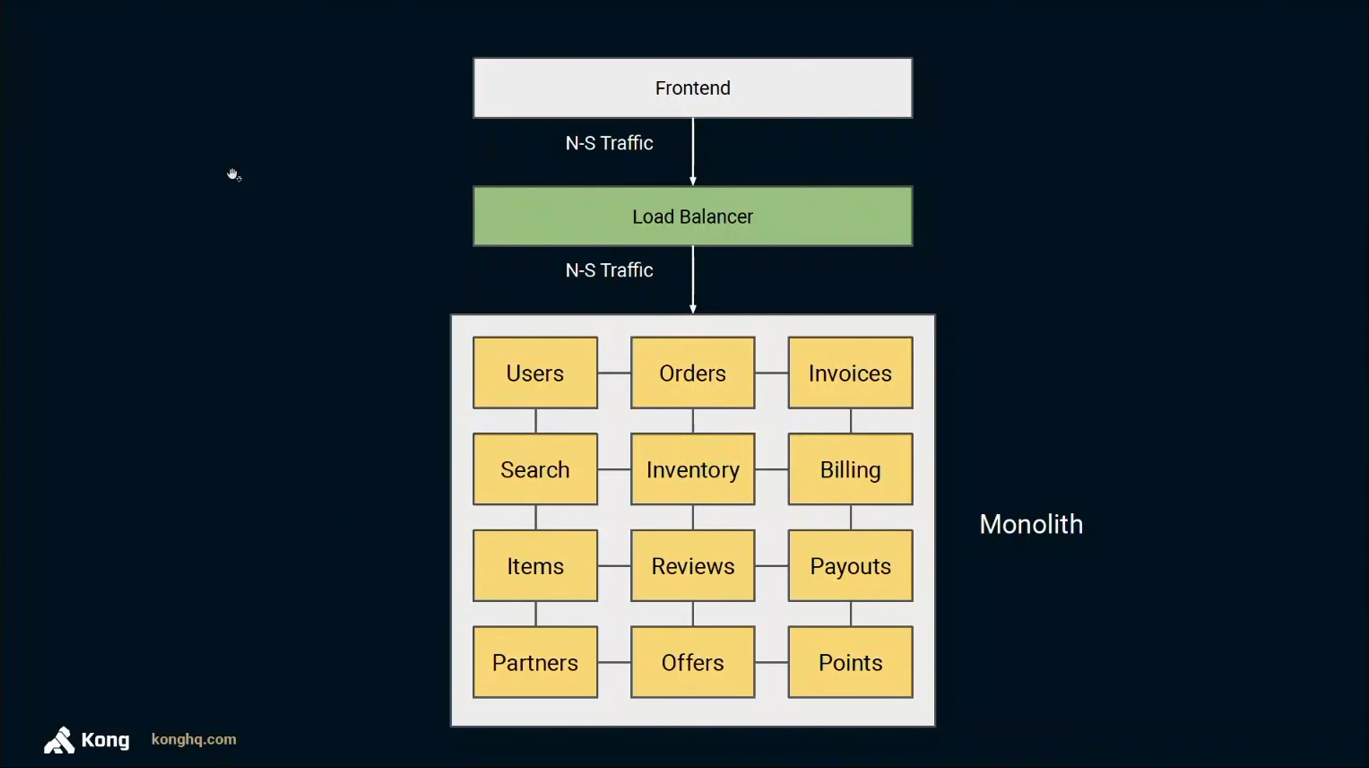 Frontend
N-S Traffic
Load Balancer
N-S Traffic
Users
Orders
Invoices
Search
Inventory
Billing
Monolith
Items
Reviews
Payouts
Partners
Offers
Points
Kong
konghq.com